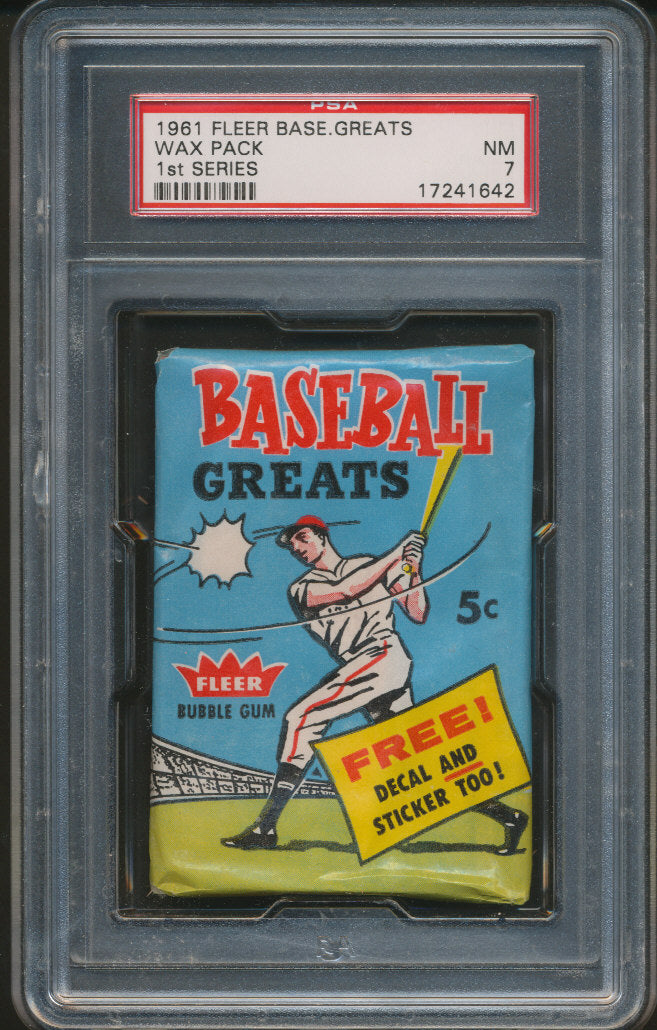 PSA
1961 FLEER BASE.GREATS
WAX PACK NM
1st SERIES 7
17241642
BASEBALL
GREATS
5c
FLEER
BUBBLE GUM
FREE!
DECAL AND
STICKER TOO!
PSA